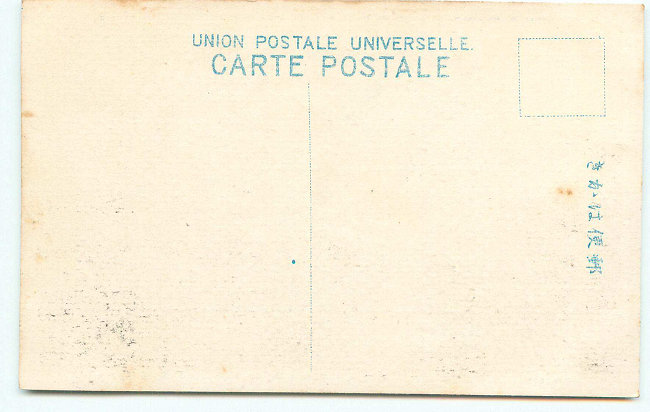 UNION POSTALE UNIVERSELLE.
CARTE POSTALE
きかは便郵